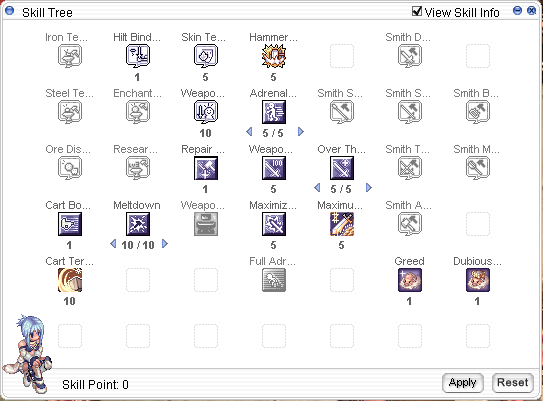 Skill Tree
View Skill Info
Iron Te...
Hilt Bind...
Skin Te...
Hammer...
Smith D...
1
5
5
Steel Te...
Enchant...
Weapo...
Adrenal...
Smith S...
Smith S...
Smith B...
10
5 / 5
Ore Dis...
Resear...
Repair ...
Weapo...
Over Th...
Smith T...
Smith M...
100
1
5
5 / 5
Cart Bo...
Meltdown
Weapo...
Maximiz...
Maximu...
Smith A...
1
10 / 10
5
5
Cart Ter...
Full Adr...
Greed
Dubious...
10
1
1
Skill Point: 0
Apply
Reset